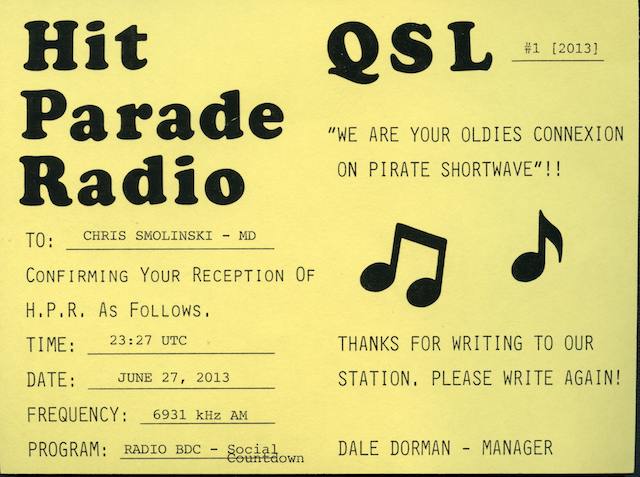 Hit
Parade
Radio
TO: CHRIS SMOLINSKI - MD
CONFIRMING YOUR RECEPTION OF
H.P.R. AS FOLLOWS.
TIME: 23:27 UTC
DATE: JUNE 27, 2013
FREQUENCY: 6931 kHz AM
PROGRAM: RADIO BDC - Social
Countdown
QSL #1 [2013]
"WE ARE YOUR OLDIES CONNEXION
ON PIRATE SHORTWAVE"!!
THANKS FOR WRITING TO OUR
STATION. PLEASE WRITE AGAIN!
DALE DORMAN - MANAGER